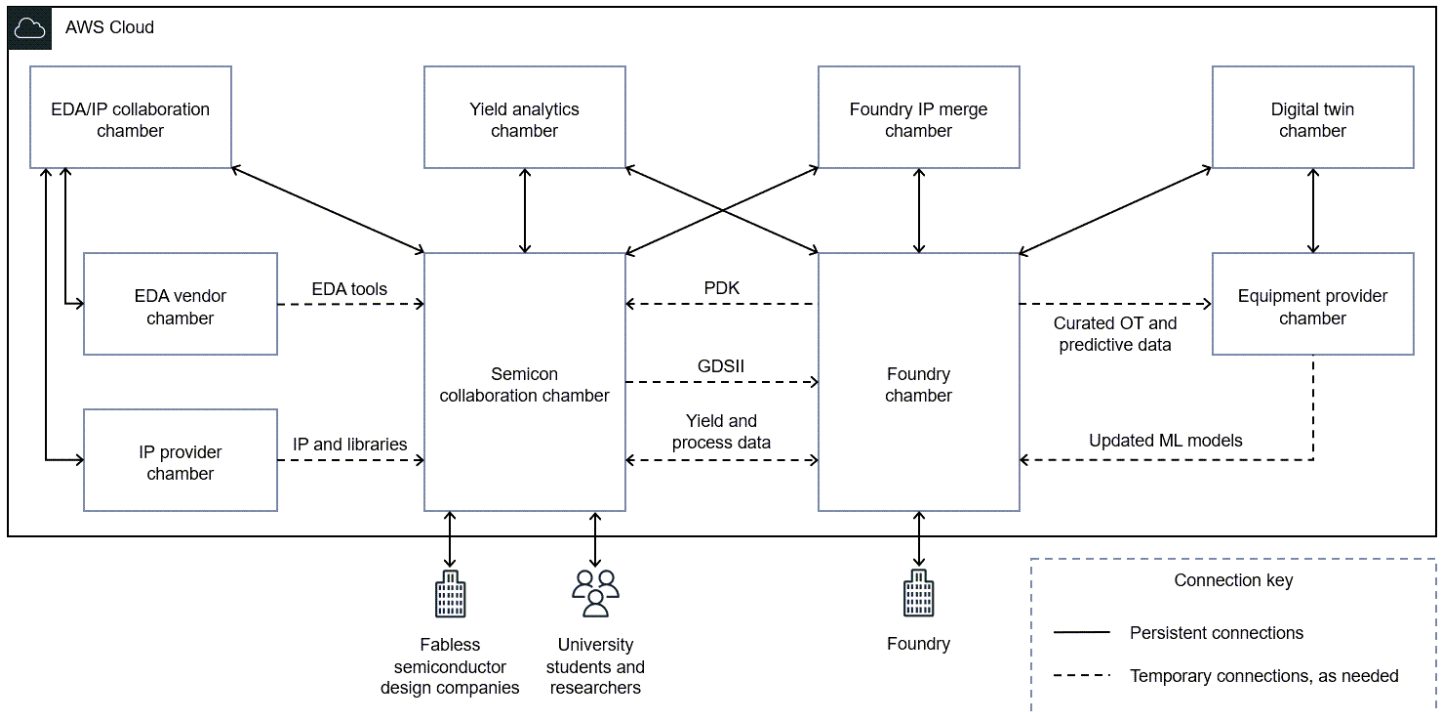 AWS Cloud
EDA/IP collaboration
chamber
Yield analytics
chamber
Foundry IP merge
chamber
Digital twin
chamber
EDA vendor
chamber
EDA tools
PDK
Equipment provider
chamber
Curated OT and
predictive data
Semicon
collaboration chamber
GDSII
Foundry
chamber
IP provider
chamber
IP and libraries
Yield and
process data
Updated ML models
Fabless
semiconductor
design companies
University
students and
researchers
Foundry
Connection key
Persistent connections
Temporary connections, as needed